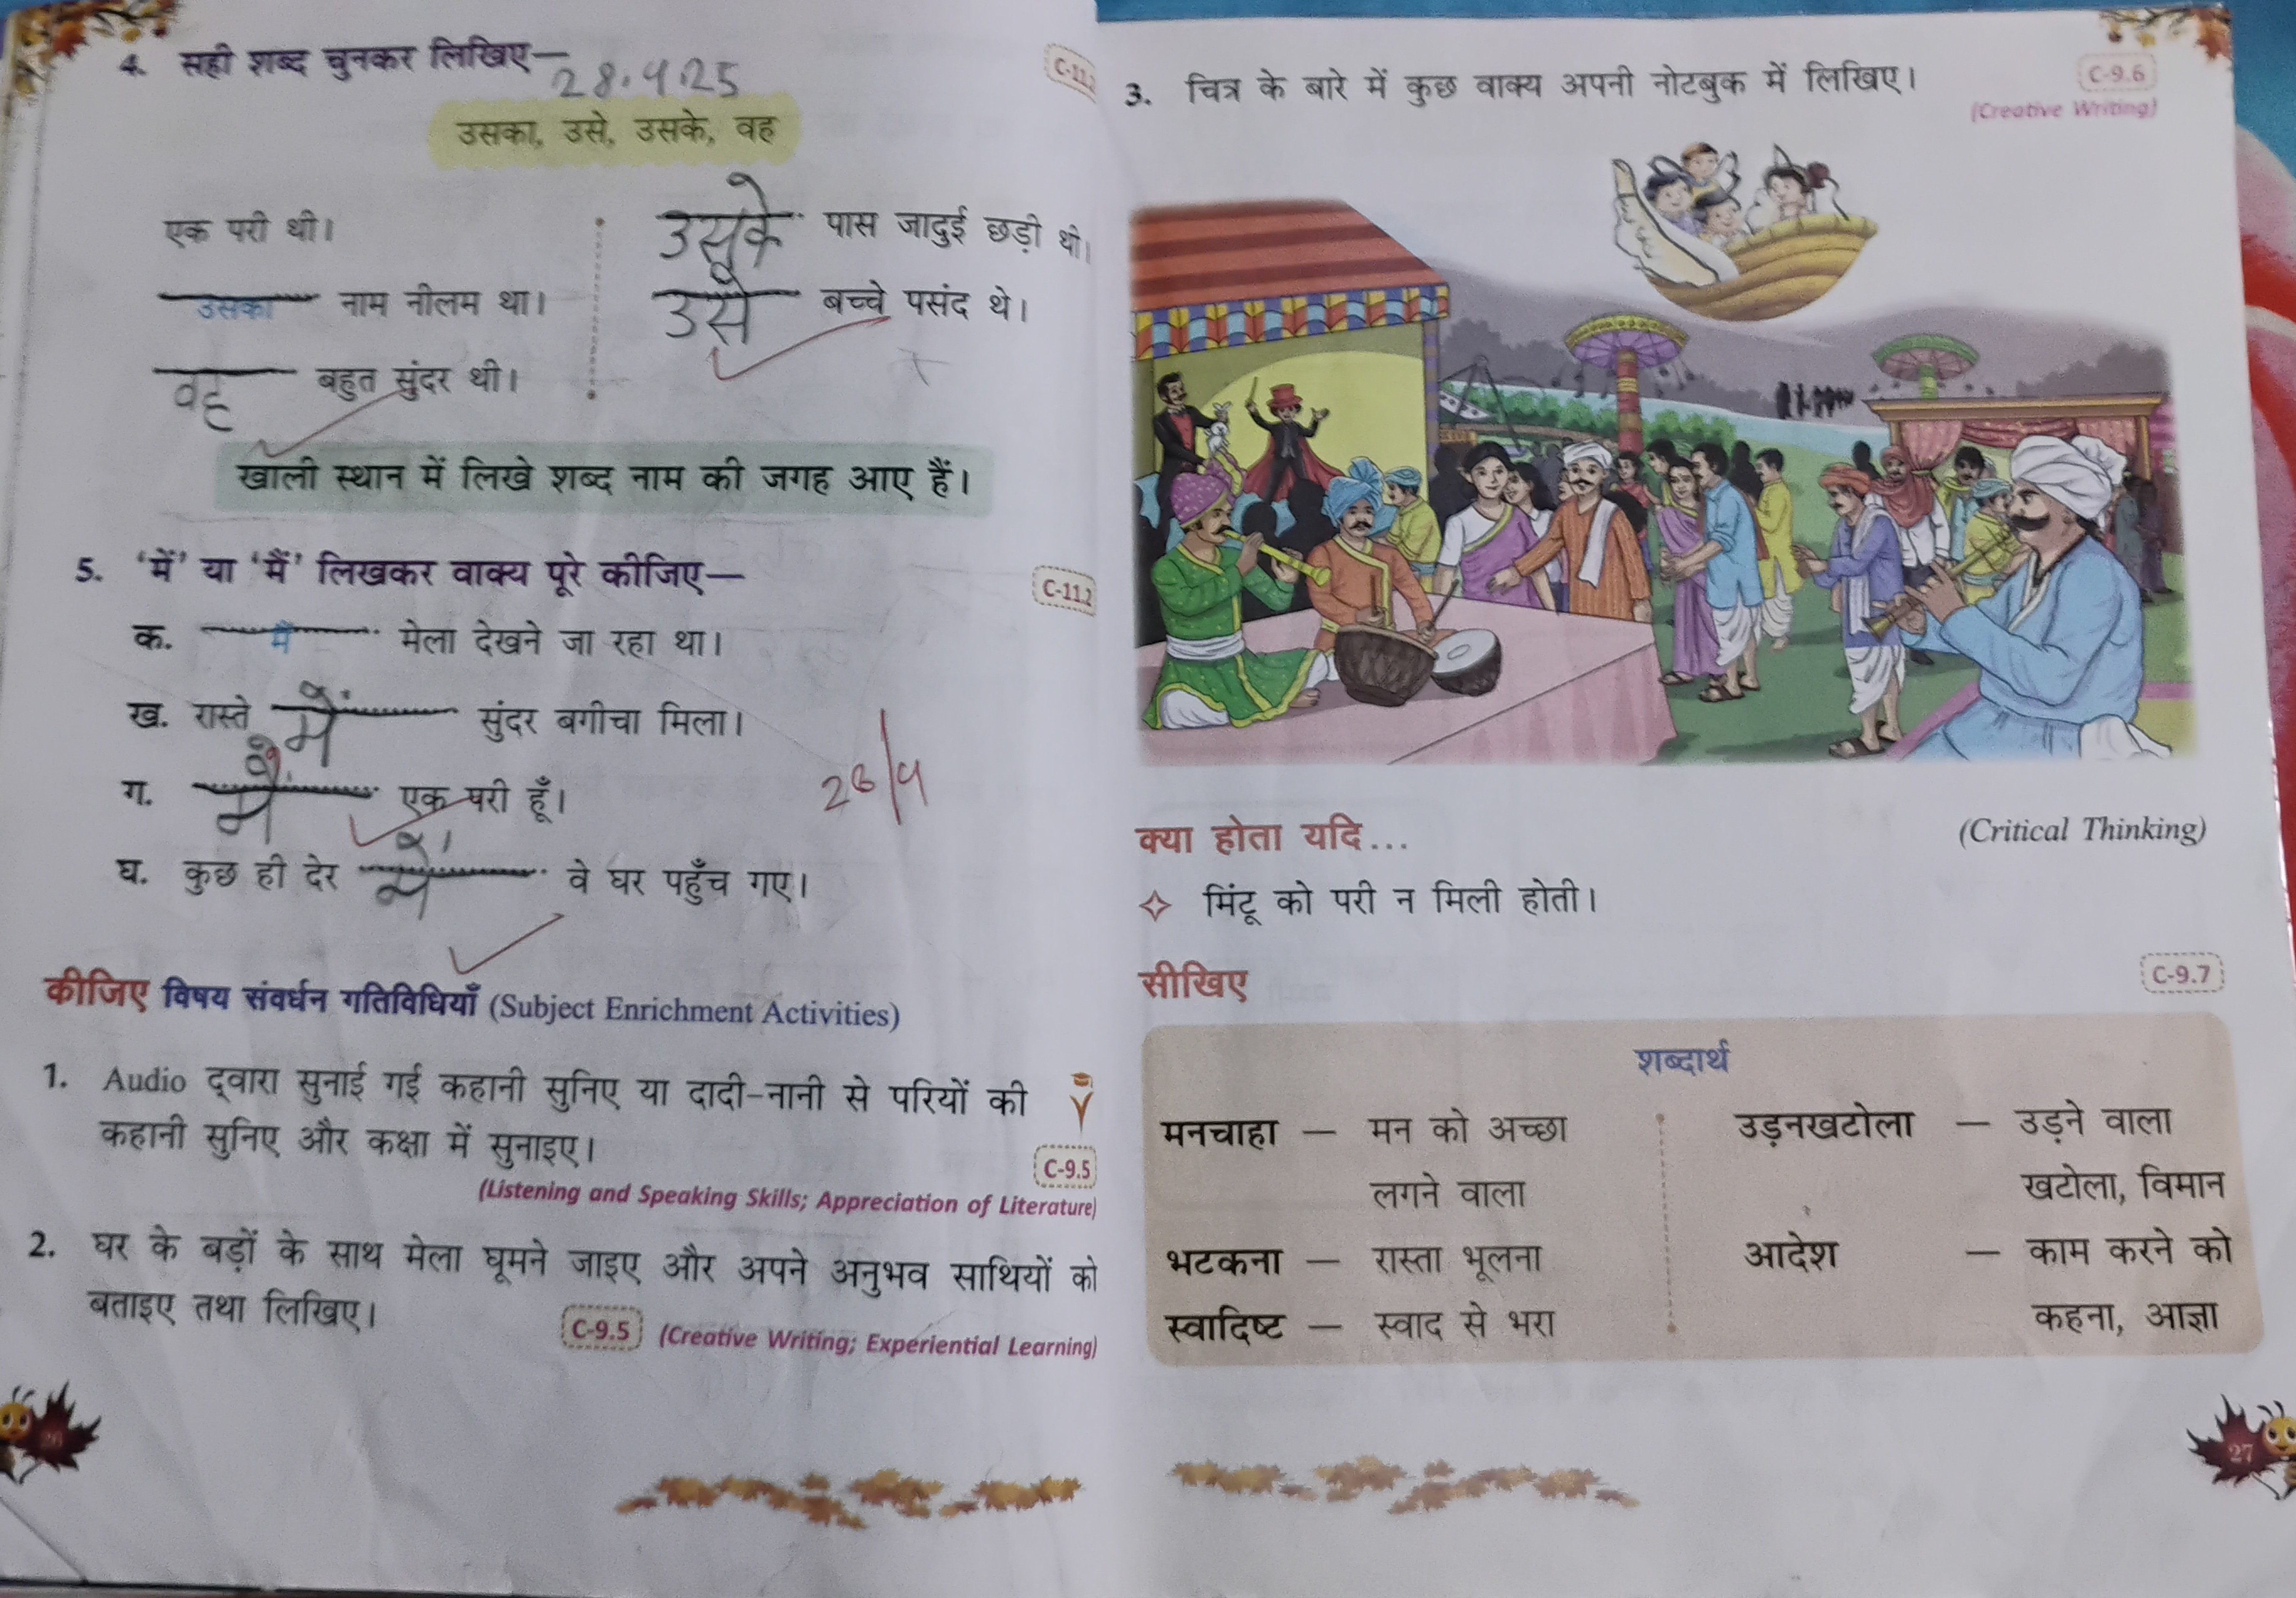 4. सही शब्द चुनकर लिखिए—
28.4.25
उसका, उसे, उसके, वह
एक परी थी।
उसका नाम नीलम था।
वह बहुत सुंदर थी।
उसके पास जादुई छड़ी थी।
उसे बच्चे पसंद थे।
खाली स्थान में लिखे शब्द नाम की जगह आए हैं।
5. ‘में’ या ‘मैं’ लिखकर वाक्य पूरे कीजिए—
C-11.2
क. मैं मेला देखने जा रहा था।
ख. रास्ते में सुंदर बगीचा मिला।
ग. मैं एक परी हूँ।
घ. कुछ ही देर में वे घर पहुँच गए।
कीजिए विषय संवर्धन गतिविधियाँ (Subject Enrichment Activities)
1. Audio द्वारा सुनाई गई कहानी सुनिए या दादी-नानी से परियों की
कहानी सुनिए और कक्षा में सुनाइए।
C-9.5
(Listening and Speaking Skills; Appreciation of Literature)
2. घर के बड़ों के साथ मेला घूमने जाइए और अपने अनुभव साथियों को
बताइए तथा लिखिए।
C-9.5 (Creative Writing; Experiential Learning)
26
3. चित्र के बारे में कुछ वाक्य अपनी नोटबुक में लिखिए।
C-9.6
(Creative Writing)
क्या होता यदि...
(Critical Thinking)
मिंटू को परी न मिली होती।
सीखिए
C-9.7
शब्दार्थ
मनचाहा — मन को अच्छा
लगने वाला
भटकना — रास्ता भूलना
स्वादिष्ट — स्वाद से भरा
उड़नखटोला — उड़ने वाला
खटोला, विमान
आदेश — काम करने को
कहना, आज्ञा
27